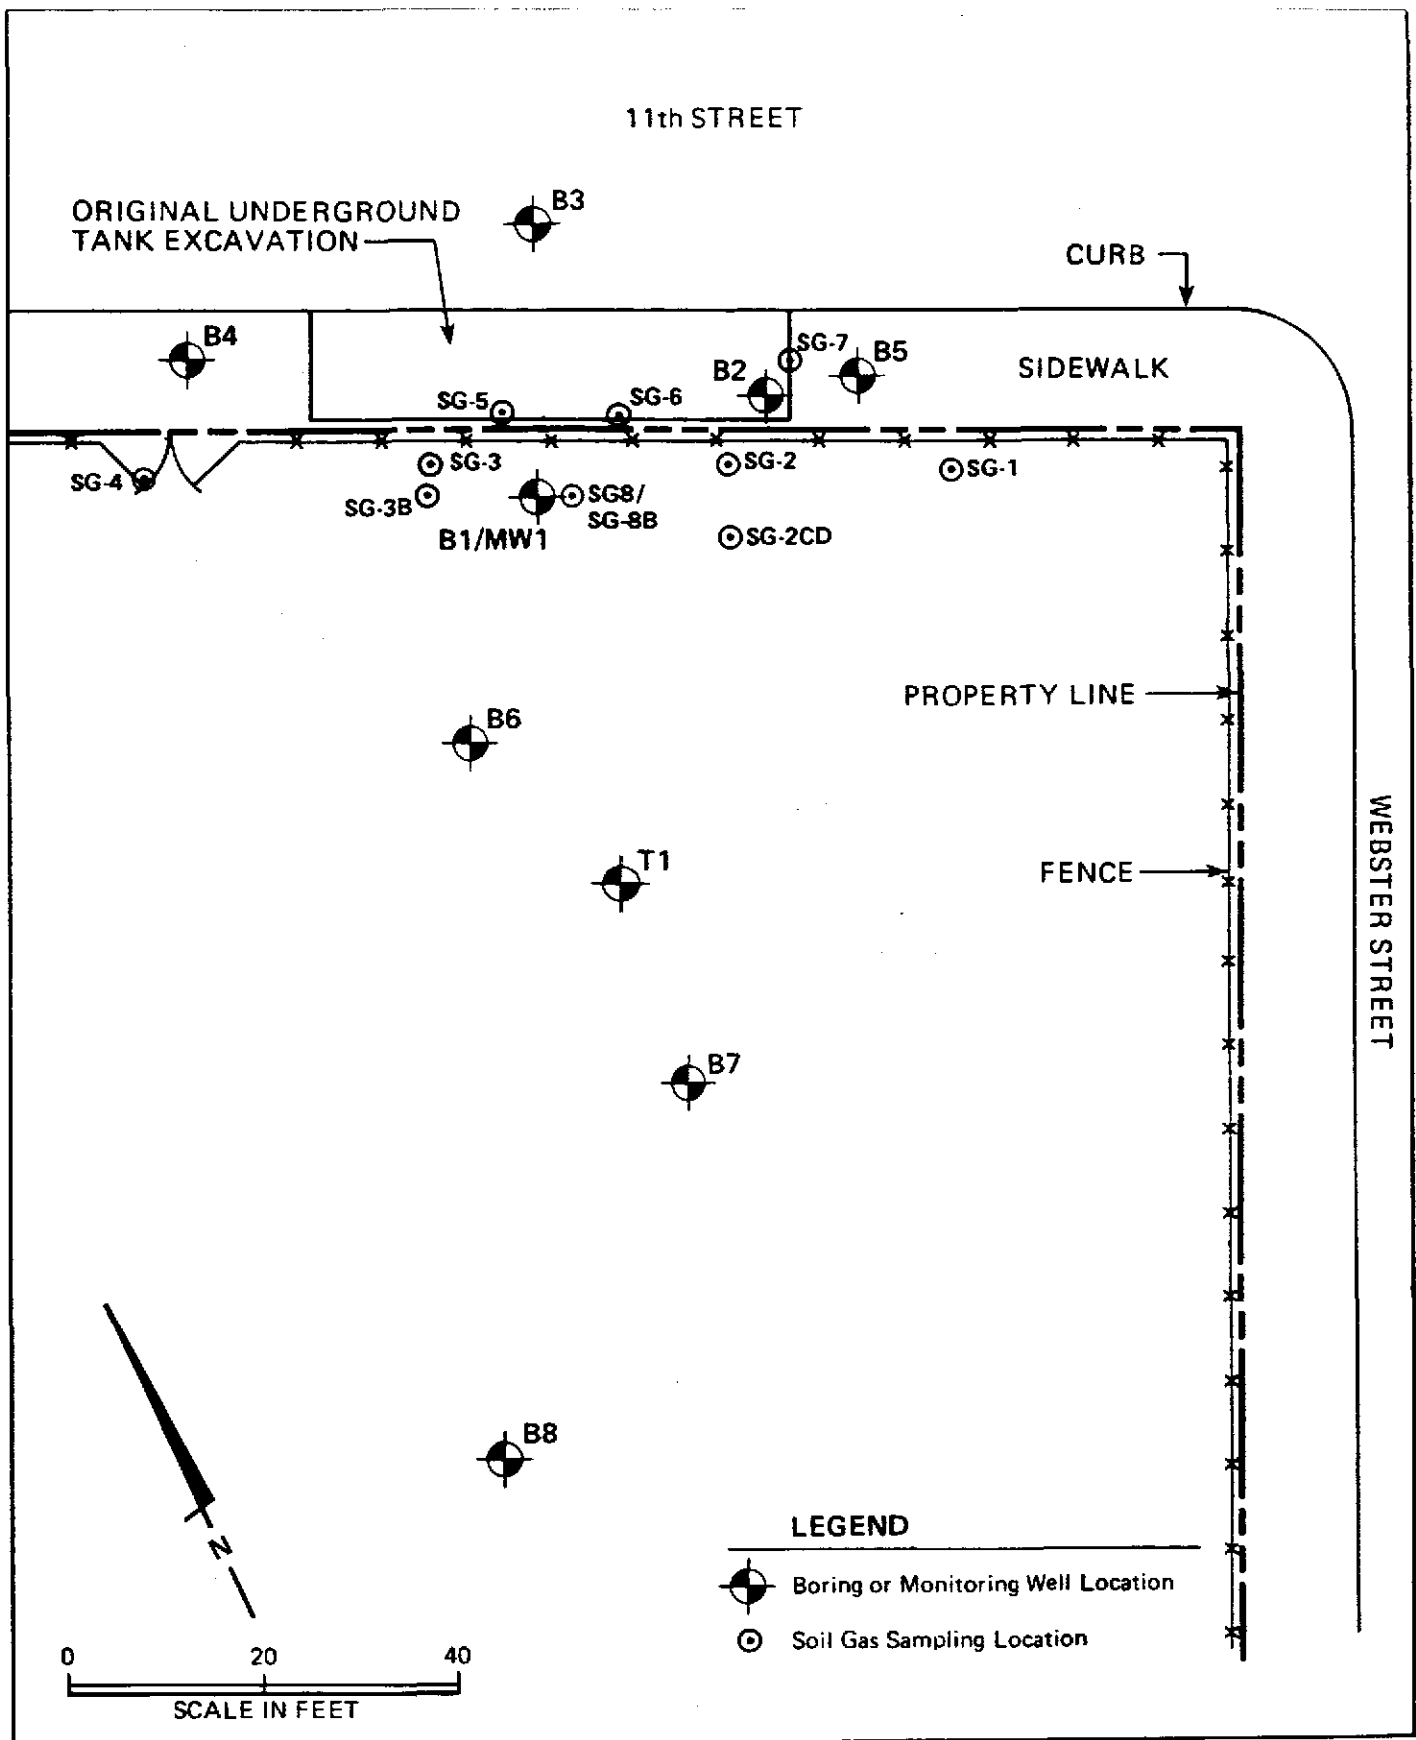 11th STREET
B3
ORIGINAL UNDERGROUND
TANK EXCAVATION
CURB
B4
SG-7
B5
SIDEWALK
B2
SG-5
SG-6
SG-3
SG-2
SG-1
SG-4
SG-3B
SG8/
SG-8B
B1/MW1
SG-2CD
PROPERTY LINE
B6
WEBSTER STREET
T1
FENCE
B7
B8
N
LEGEND
Boring or Monitoring Well Location
Soil Gas Sampling Location
0 20 40
SCALE IN FEET